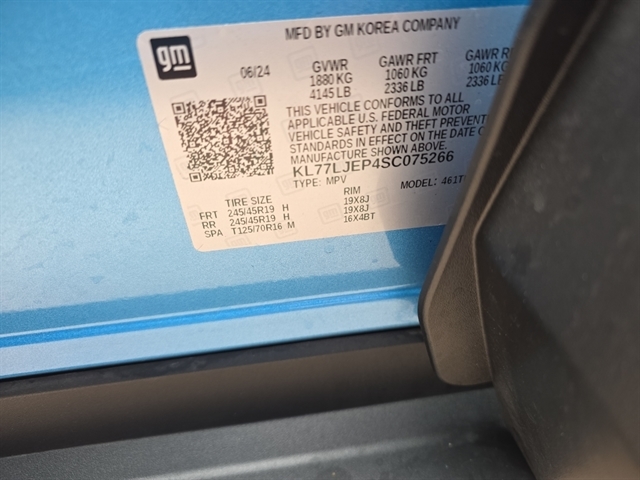 gm
MFD BY GM KOREA COMPANY
06/24 GVWR GAWR FRT GAWR R
1880 KG 1060 KG 1060 KG
4145 LB 2336 LB 2336 LB
THIS VEHICLE CONFORMS TO ALL
APPLICABLE U.S. FEDERAL MOTOR
VEHICLE SAFETY AND THEFT PREVENT
STANDARDS IN EFFECT ON THE DATE O
MANUFACTURE SHOWN ABOVE.
KL77LJEP4SC075266
TYPE: MPV MODEL: 461T
TIRE SIZE RIM
FRT 245/45R19 H 19X8J
RR 245/45R19 H 19X8J
SPA T125/70R16 M 16X4BT